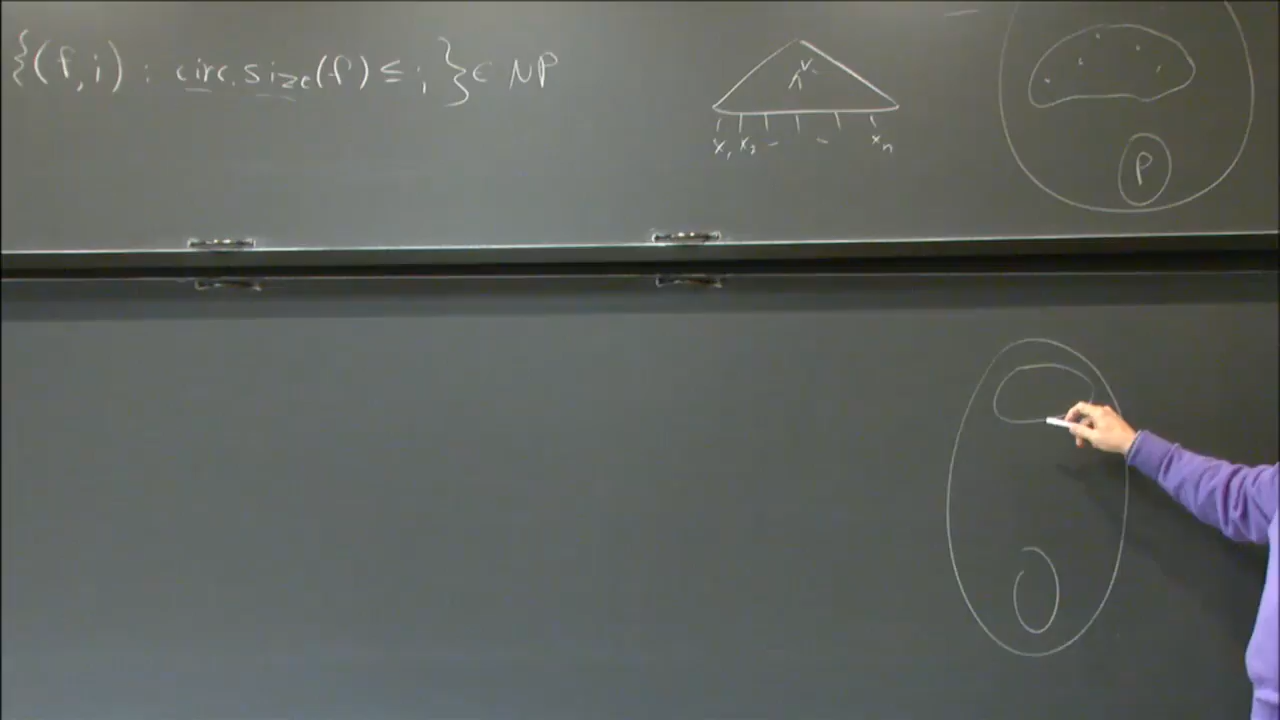 {(f,i) : circ.size(f) ≤ i} ∈ NP
∧ ∨
x₁ x₂ - - xₙ
P